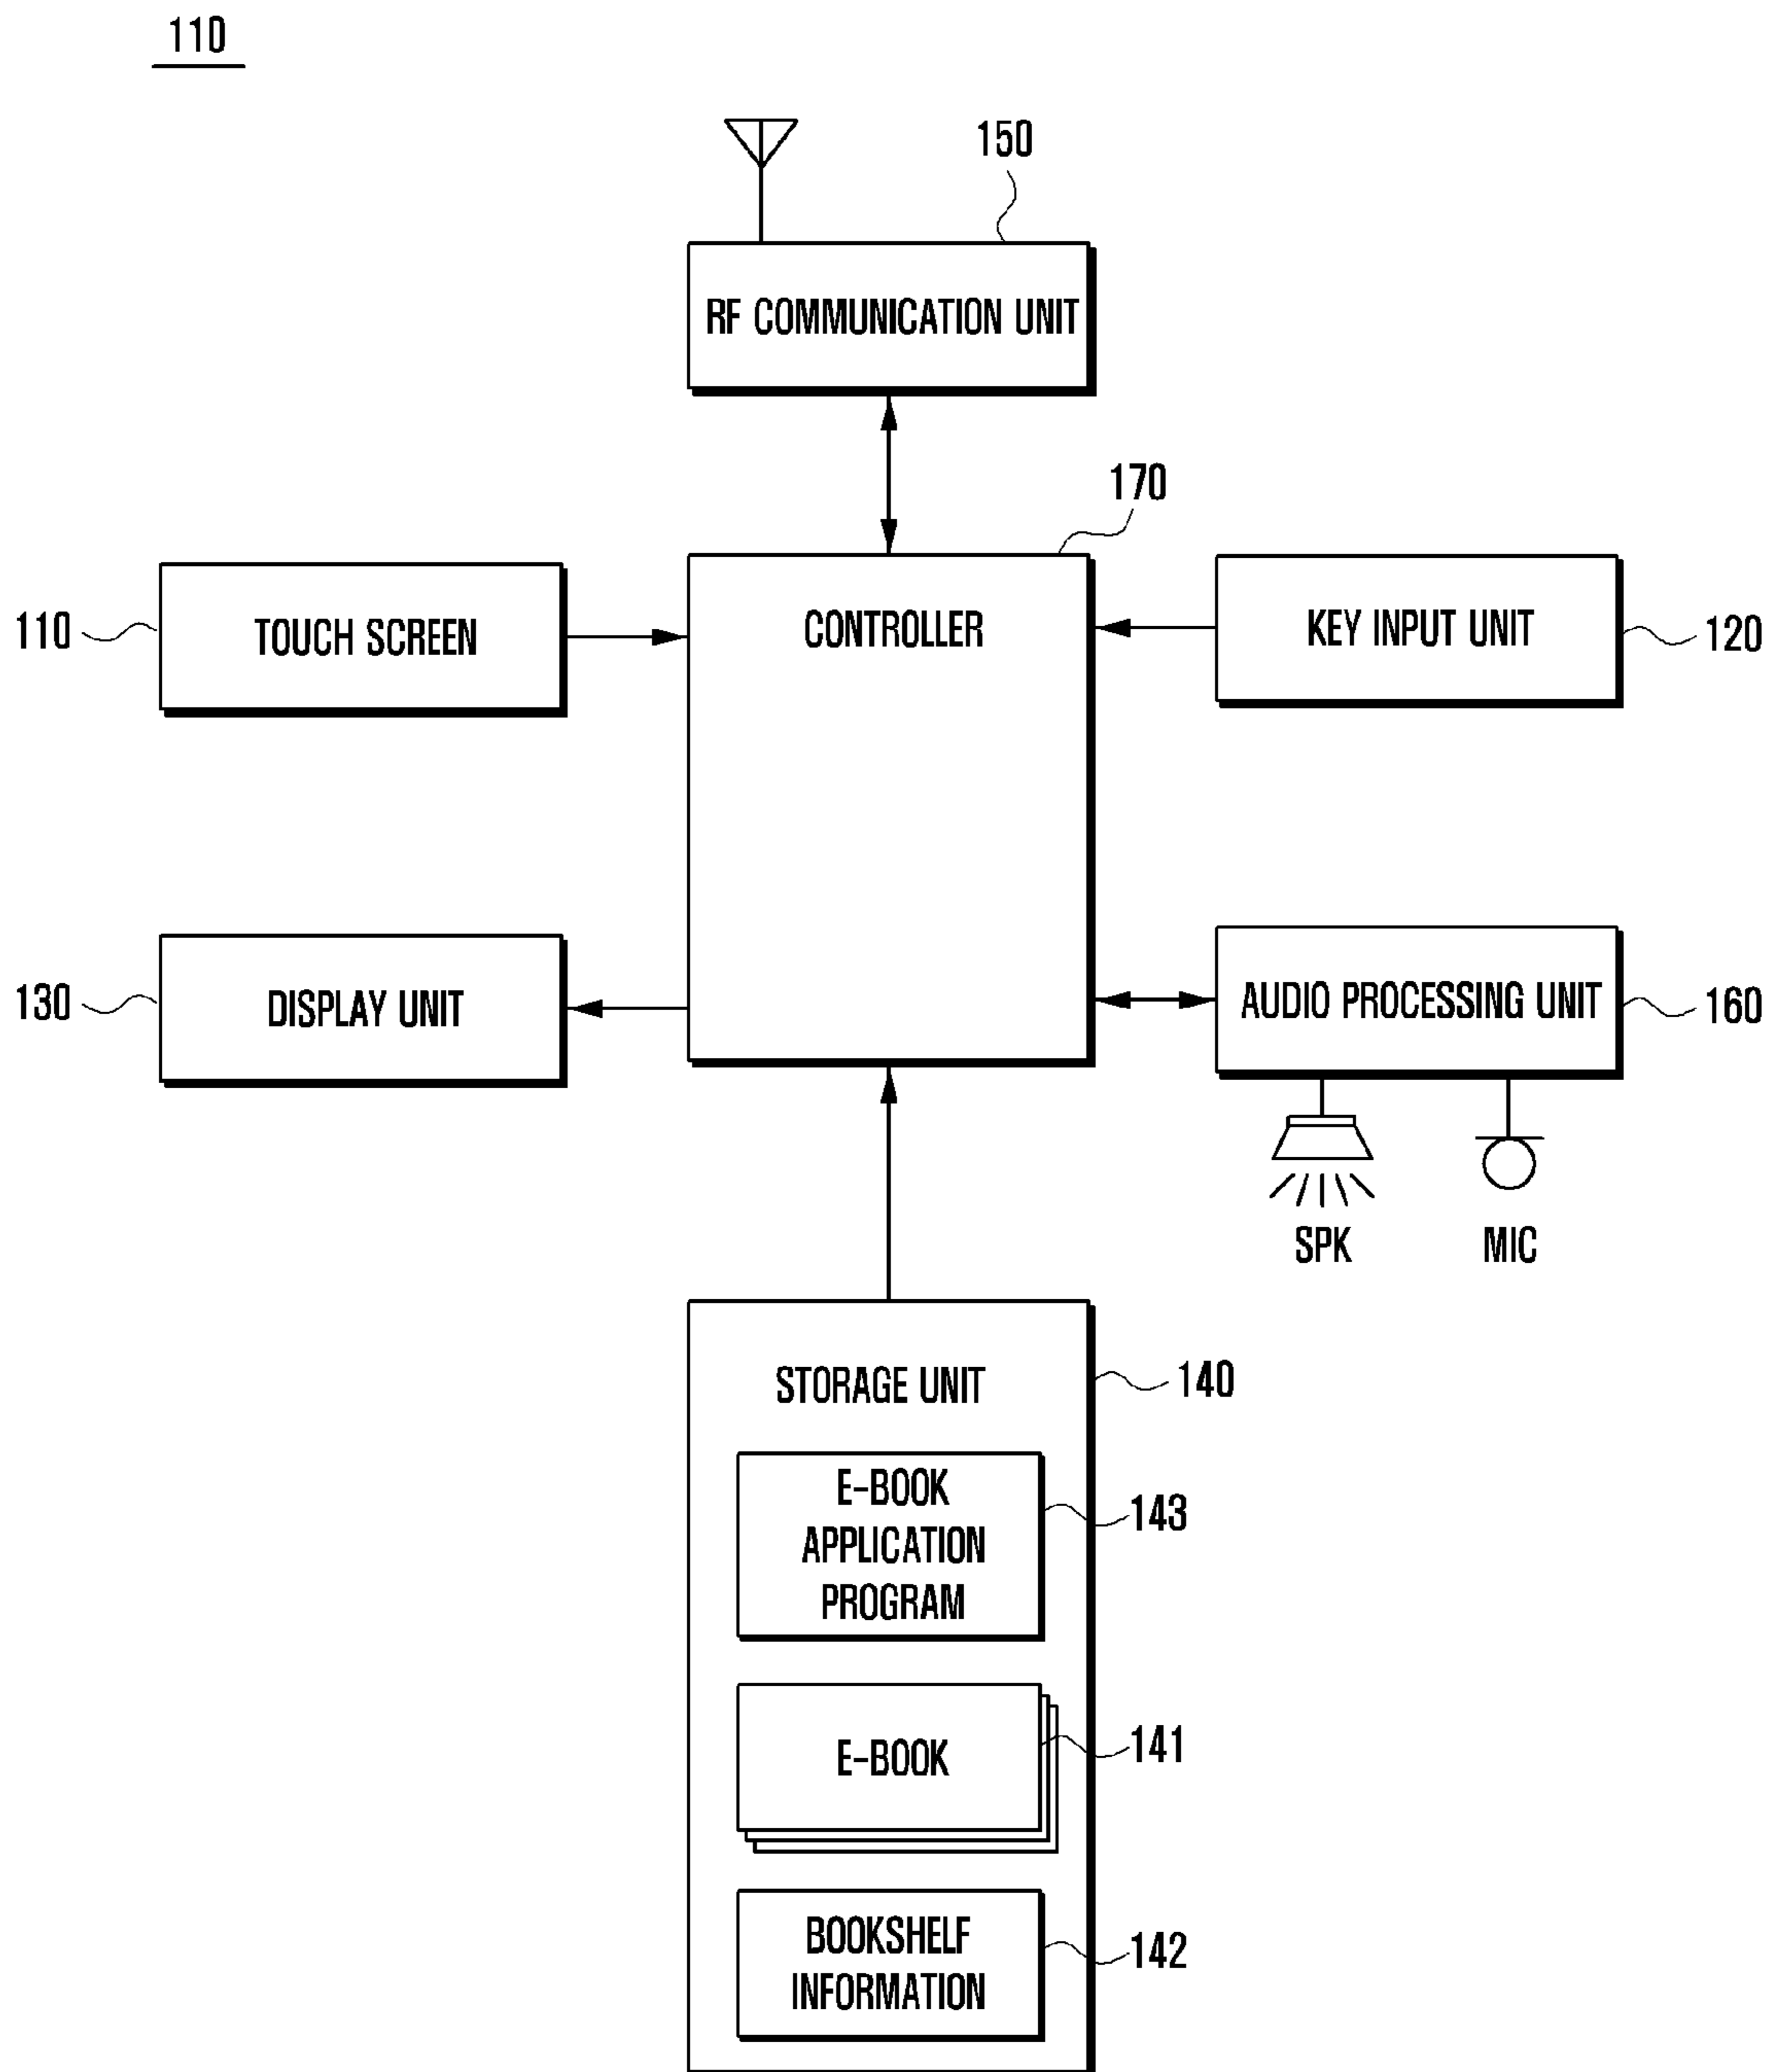 110
150
RF COMMUNICATION UNIT
170
110
TOUCH SCREEN
CONTROLLER
KEY INPUT UNIT
120
130
DISPLAY UNIT
AUDIO PROCESSING UNIT
160
SPK
MIC
STORAGE UNIT
140
E-BOOK
APPLICATION
PROGRAM
143
E-BOOK
141
BOOKSHELF
INFORMATION
142